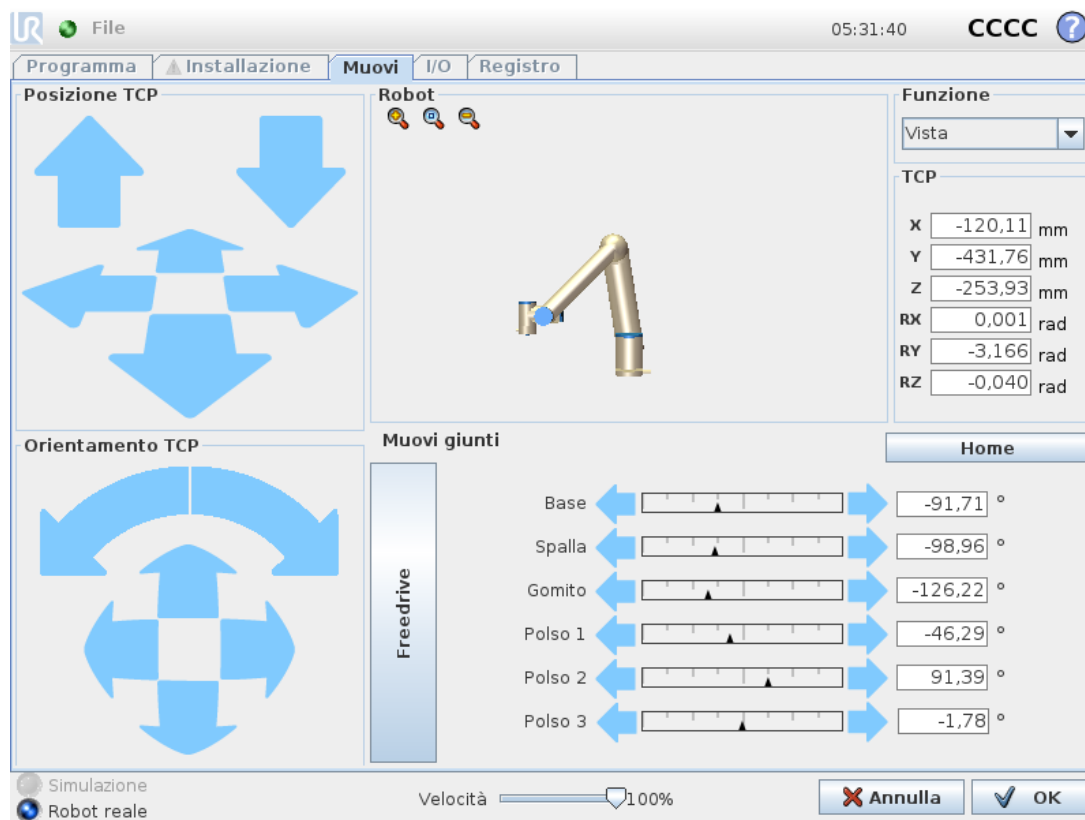 UR File 05:31:40 CCCC ?
Programma Installazione Muovi I/O Registro
Posizione TCP
Robot
Funzione
Vista
TCP
X -120,11 mm
Y -431,76 mm
Z -253,93 mm
RX 0,001 rad
RY -3,166 rad
RZ -0,040 rad
Orientamento TCP
Muovi giunti
Home
Freedrive
Base -91,71 °
Spalla -98,96 °
Gomito -126,22 °
Polso 1 -46,29 °
Polso 2 91,39 °
Polso 3 -1,78 °
Simulazione
Robot reale
Velocità 100%
Annulla
OK